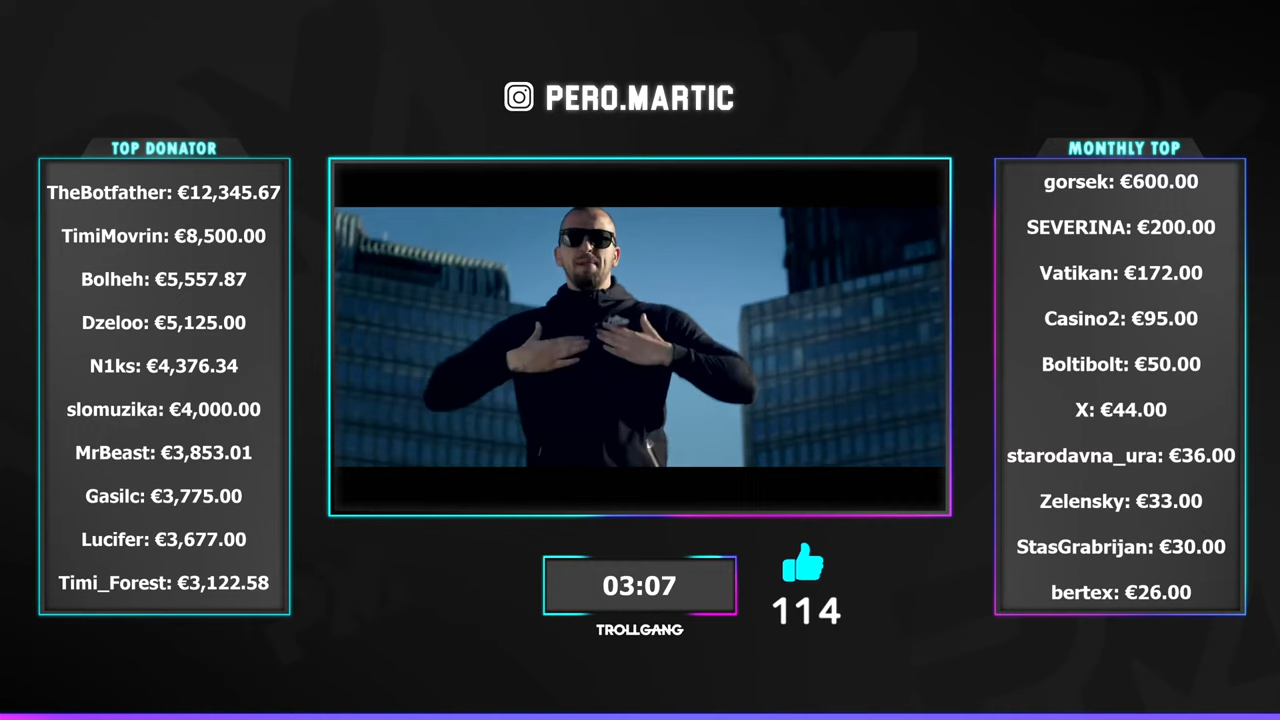 PERO.MARTIC
TOP DONATOR
TheBotfather: €12,345.67
TimiMovrin: €8,500.00
Bolheh: €5,557.87
Dzeloo: €5,125.00
N1ks: €4,376.34
slomuzika: €4,000.00
MrBeast: €3,853.01
Gasilc: €3,775.00
Lucifer: €3,677.00
Timi_Forest: €3,122.58
MONTHLY TOP
gorsek: €600.00
SEVERINA: €200.00
Vatikan: €172.00
Casino2: €95.00
Boltibolt: €50.00
X: €44.00
starodavna_ura: €36.00
Zelensky: €33.00
StasGrabrijan: €30.00
bertex: €26.00
03:07
TROLLGANG
114